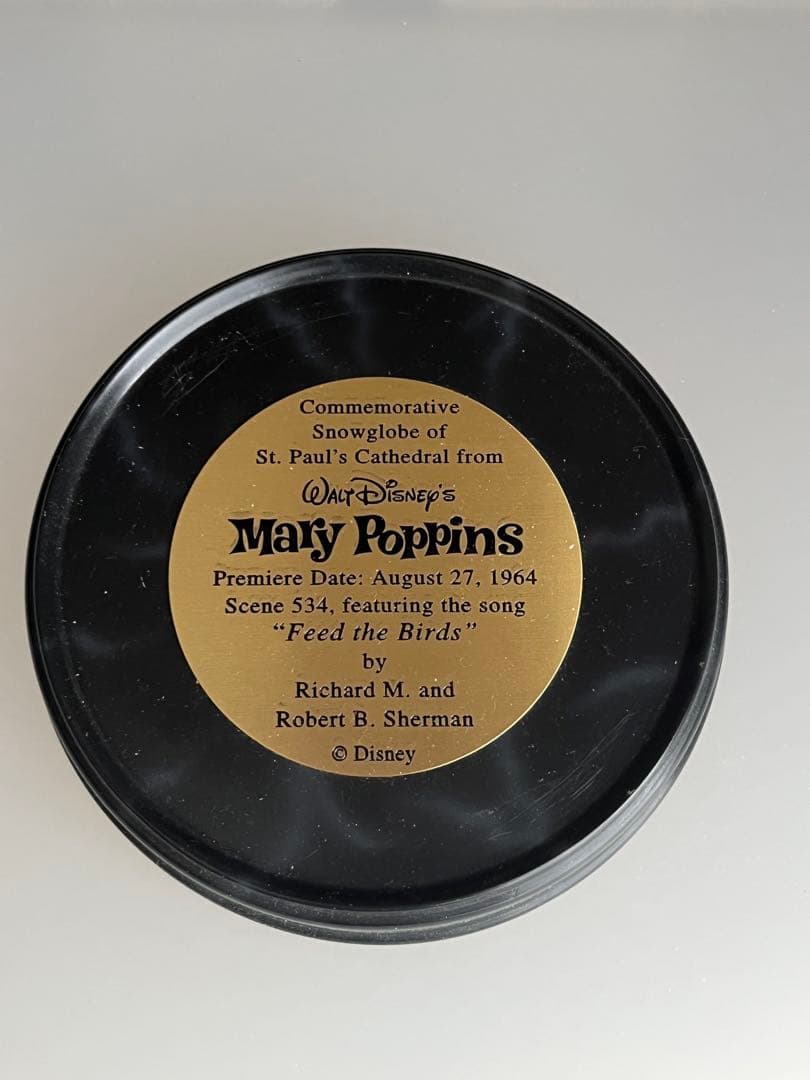 Commemorative
Snowglobe of
St. Paul's Cathedral from
Walt Disney's
Mary Poppins
Premiere Date: August 27, 1964
Scene 534, featuring the song
"Feed the Birds"
by
Richard M. and
Robert B. Sherman
© Disney